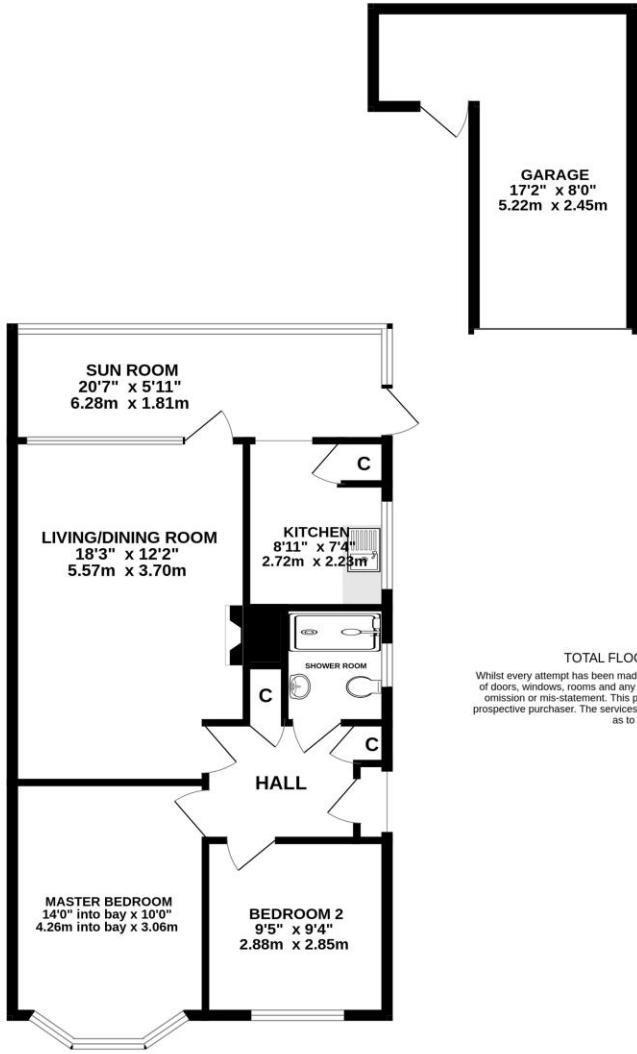 GARAGE
17'2" x 8'0"
5.22m x 2.45m
SUN ROOM
20'7" x 5'11"
6.28m x 1.81m
C
LIVING/DINING ROOM
18'3" x 12'2"
5.57m x 3.70m
KITCHEN
8'11" x 7'4"
2.72m x 2.23m
SHOWER ROOM
C
C
HALL
MASTER BEDROOM
14'0" into bay x 10'0"
4.26m into bay x 3.06m
BEDROOM 2
9'5" x 9'4"
2.88m x 2.85m
TOTAL FLOO
Whilst every attempt has been mad
of doors, windows, rooms and any
omission or mis-statement. This p
prospective purchaser. The services
as to